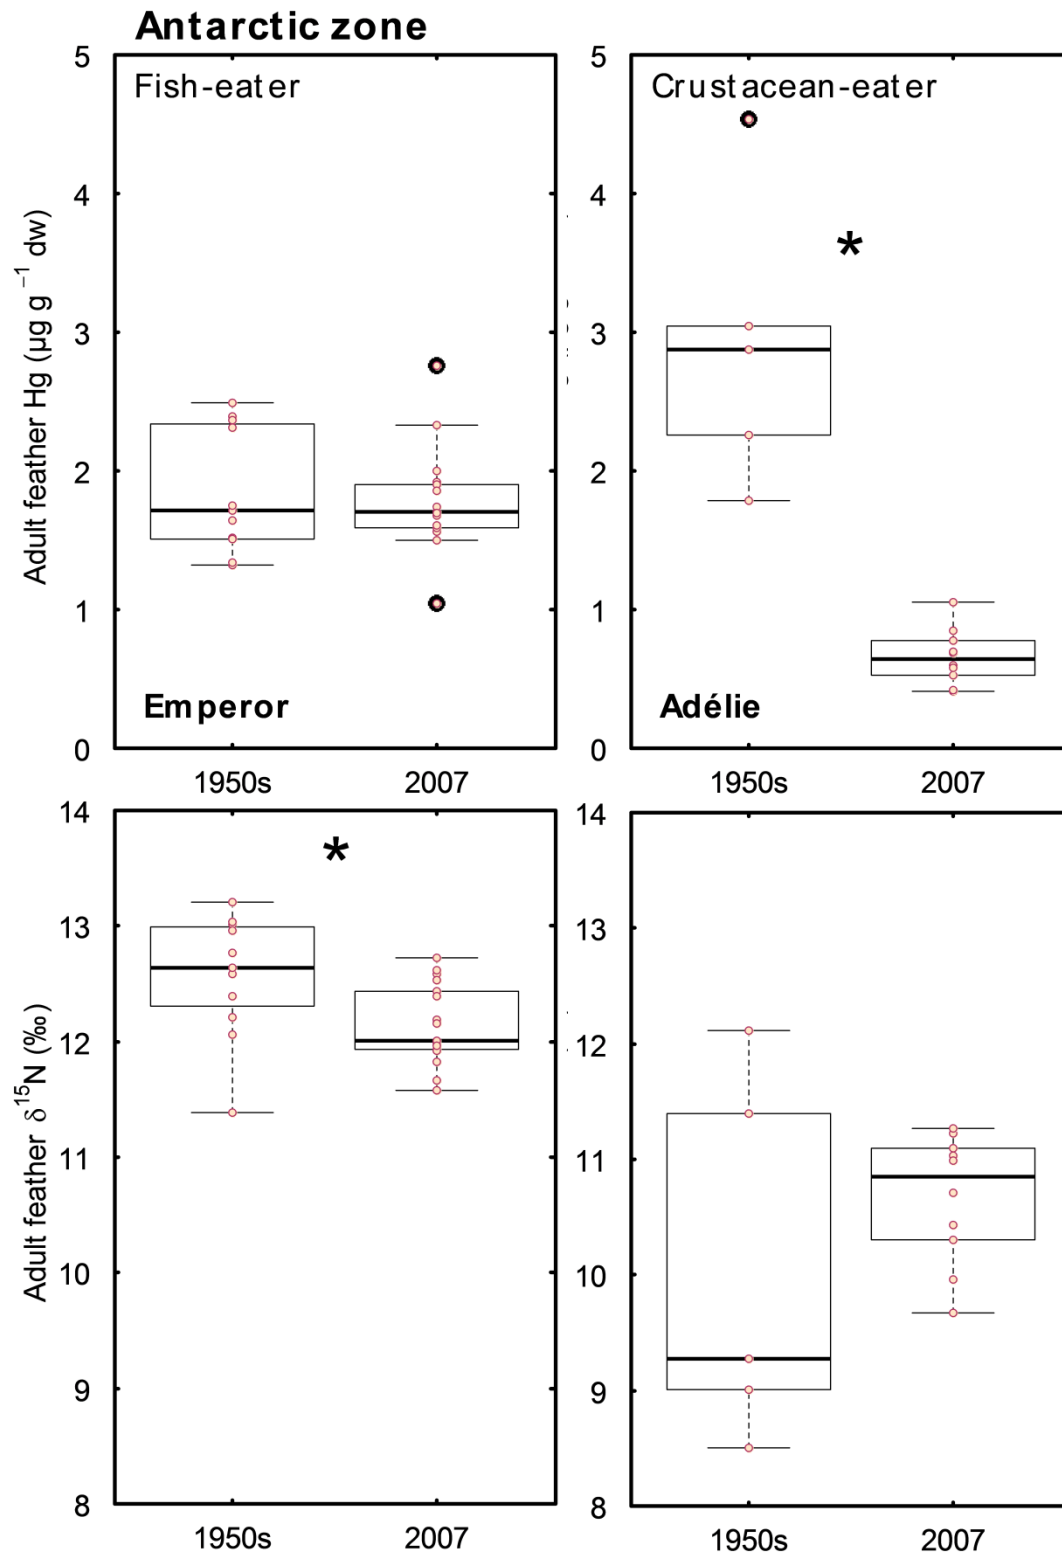 Antarctic zone
Fish-eater
Crustacean-eater
Adult feather Hg (µg g⁻¹ dw)
5
4
3
2
1
0
5
4
3
2
1
0
*
Emperor
Adélie
1950s
2007
1950s
2007
Adult feather δ¹⁵N (‰)
14
13
12
11
10
9
8
14
13
12
11
10
9
8
*
1950s
2007
1950s
2007